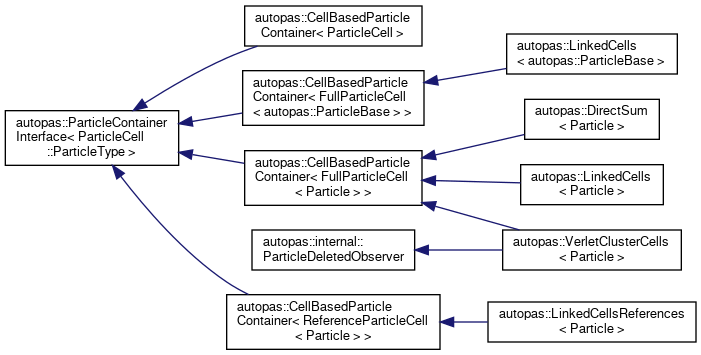 autopas::CellBasedParticle
Container< ParticleCell >
autopas::LinkedCells
< autopas::ParticleBase >
autopas::CellBasedParticle
Container< FullParticleCell
< autopas::ParticleBase > >
autopas::ParticleContainer
Interface< ParticleCell
::ParticleType >
autopas::DirectSum
< Particle >
autopas::CellBasedParticle
Container< FullParticleCell
< Particle > >
autopas::LinkedCells
< Particle >
autopas::internal::
ParticleDeletedObserver
autopas::VerletClusterCells
< Particle >
autopas::CellBasedParticle
Container< ReferenceParticleCell
< Particle > >
autopas::LinkedCellsReferences
< Particle >